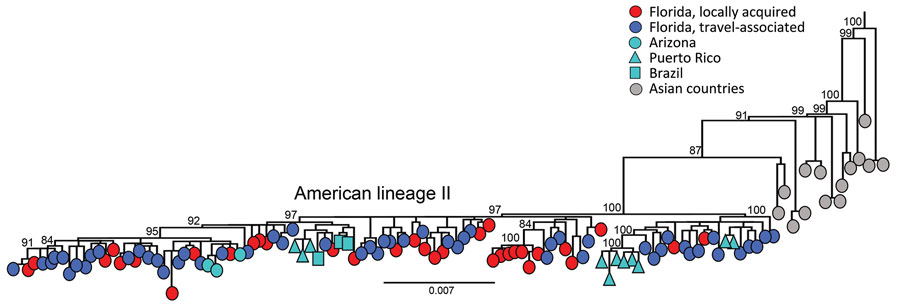 Florida, locally acquired
Florida, travel-associated
Arizona
Puerto Rico
Brazil
Asian countries
100
99
100
99
99
91
87
American lineage II
97
100
100
97
92
95
84
91
84
100
100
100
0.007